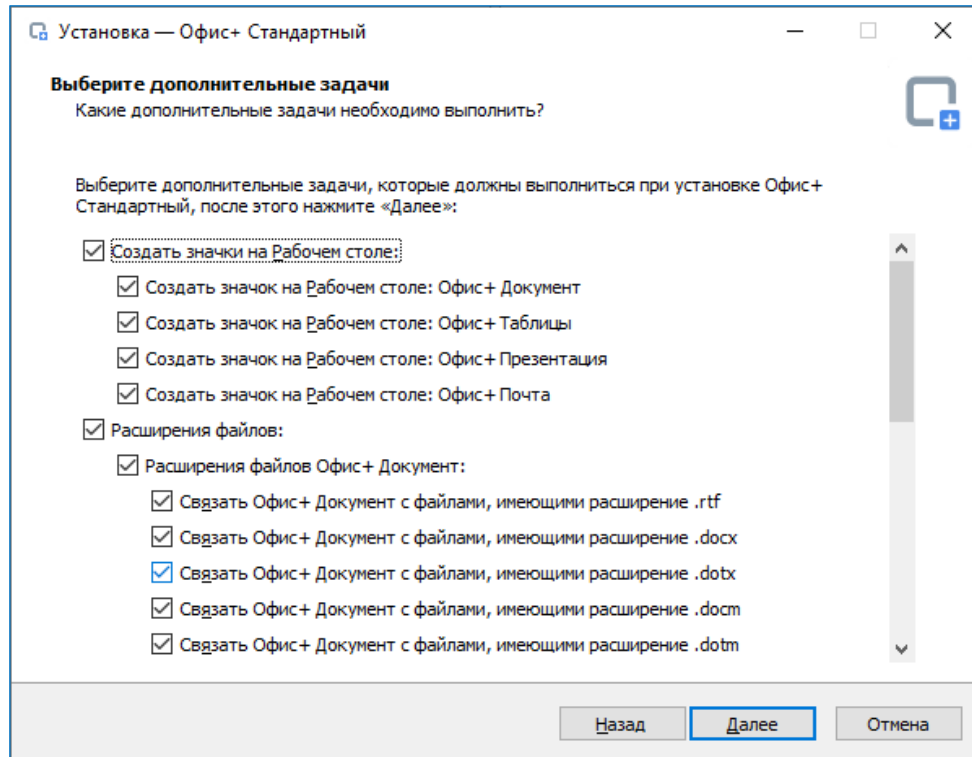 Установка — Офис+ Стандартный
Выберите дополнительные задачи
Какие дополнительные задачи необходимо выполнить?
Выберите дополнительные задачи, которые должны выполниться при установке Офис+
Стандартный, после этого нажмите «Далее»:
Создать значки на Рабочем столе:
Создать значок на Рабочем столе: Офис+ Документ
Создать значок на Рабочем столе: Офис+ Таблицы
Создать значок на Рабочем столе: Офис+ Презентация
Создать значок на Рабочем столе: Офис+ Почта
Расширения файлов:
Расширения файлов Офис+ Документ:
Связать Офис+ Документ с файлами, имеющими расширение .rtf
Связать Офис+ Документ с файлами, имеющими расширение .docx
Связать Офис+ Документ с файлами, имеющими расширение .dotx
Связать Офис+ Документ с файлами, имеющими расширение .docm
Связать Офис+ Документ с файлами, имеющими расширение .dotm
Назад Далее Отмена